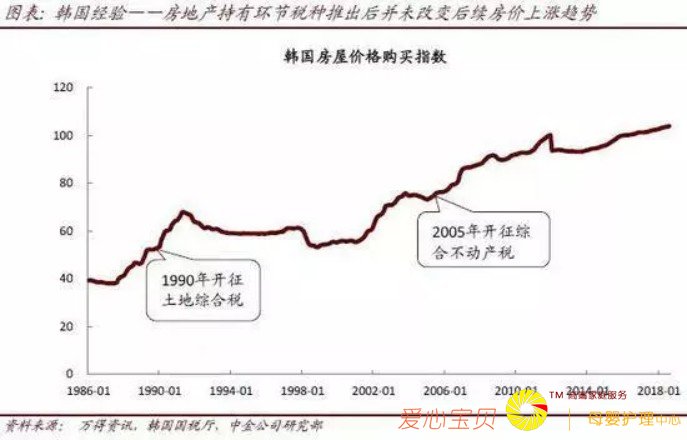 图表：韩国经验——房地产持有环节税种推出后并未改变后续房价上涨趋势
韩国房屋价格购买指数
120
100
80
60
40
20
0
1990年开征
土地综合税
2005年开征综
合不动产税
1986-01 1990-01 1994-01 1998-01 2002-01 2006-01 2010-01 2014-01 2018-01
资料来源： 万得资讯，韩国国税厅，中金公司研究部
爱心宝贝
TM
家政服务
母婴护理中心